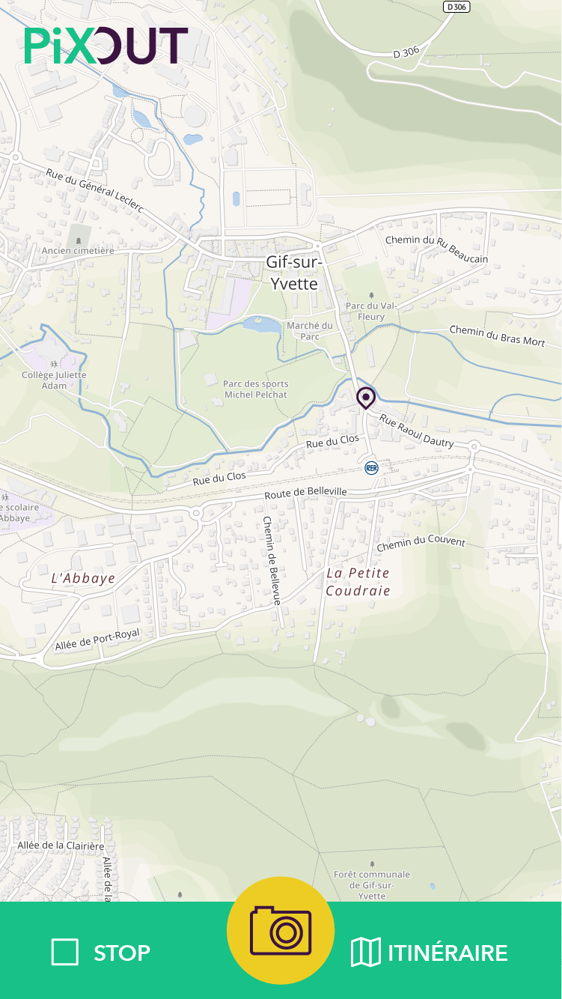 D 306
PiXOUT
D 306
Rue du Général Leclerc
Ancien cimetière
Chemin du Ru Beaucain
Gif-sur-
Yvette
Parc du Val-
Fleury
Marché du
Parc
Chemin du Bras Mort
Collège Juliette
Adam
Parc des sports
Michel Pelchat
Rue Raoul Dautry
Rue du Clos
RER
Rue du Clos
Route de Belleville
e scolaire
Abbaye
Chemin de Bellevue
Chemin du Couvent
L'Abbaye
La Petite
Coudraie
Allée de Port-Royal
Allée de la Clairière
Allée de la
Forêt communale
de Gif-sur-
Yvette
STOP
ITINÉRAIRE